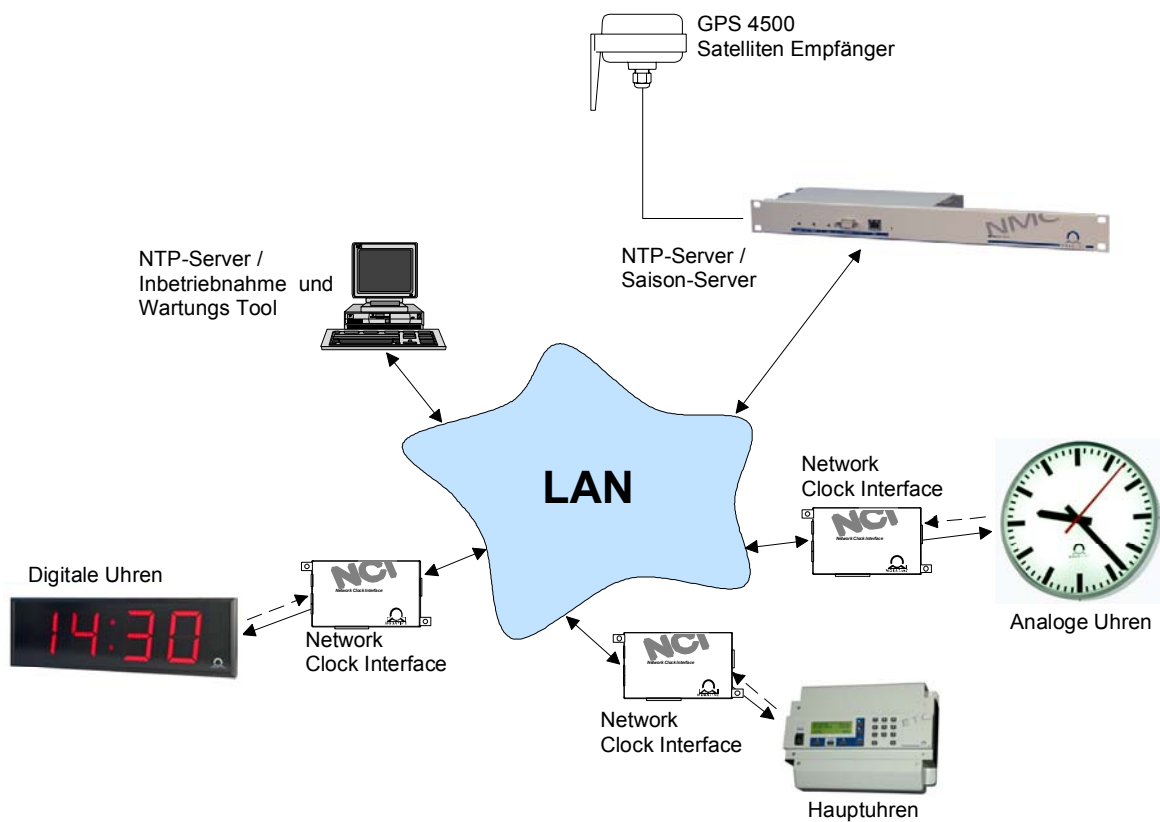 GPS 4500
Satelliten Empfänger
NMC
NTP-Server /
Saison-Server
NTP-Server /
Inbetriebnahme und
Wartungs Tool
LAN
Network
Clock Interface
NCI
Network Clock Interface
Analoge Uhren
Digitale Uhren
14:30
NCI
Network Clock Interface
Network
Clock Interface
NCI
Network Clock Interface
Network
Clock Interface
ETC
Hauptuhren